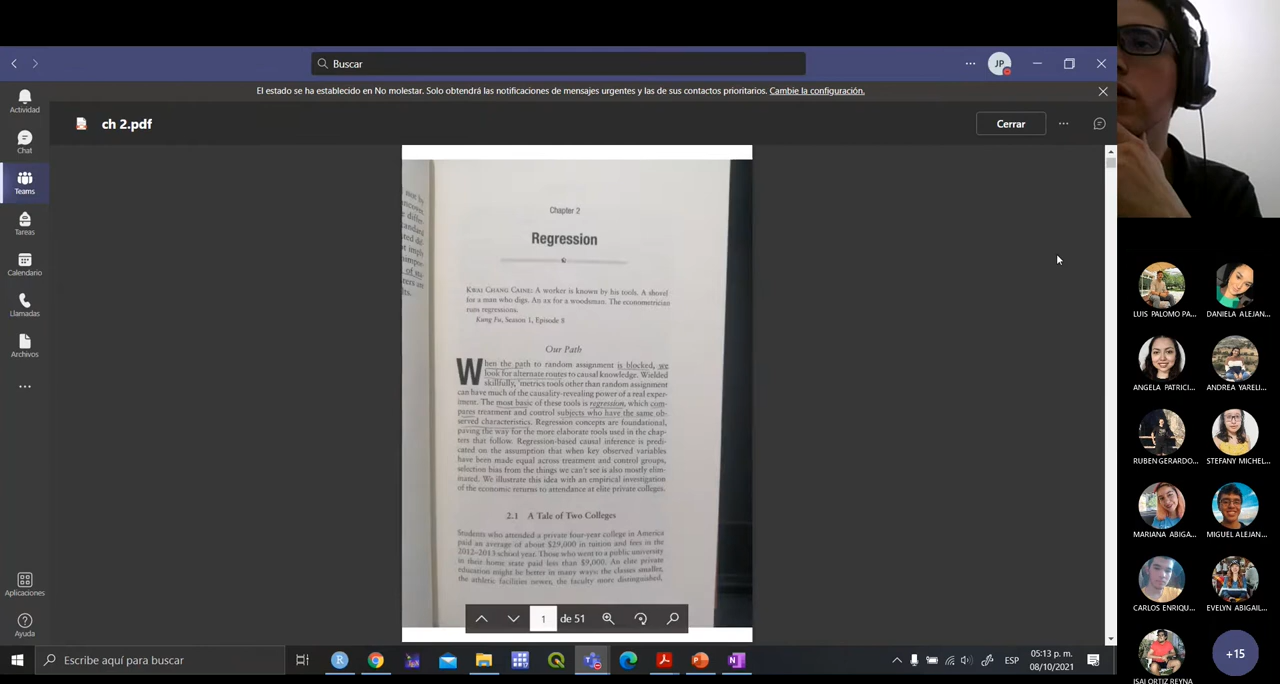 Buscar
JP
El estado se ha establecido en No molestar. Solo obtendrá las notificaciones de mensajes urgentes y las de sus contactos prioritarios. Cambie la configuración.
Actividad
Chat
Teams
Tareas
Calendario
Llamadas
Archivos
Aplicaciones
Ayuda
ch 2.pdf
Cerrar
Chapter 2
Regression
KWAI CHANG CAINE: A worker is known by his tools. A shovel
for a man who digs. An ax for a woodsman. The econometrician
runs regressions.
Kung Fu, Season 1, Episode 8
Our Path
When the path to random assignment is blocked, we
look for alternate routes to causal knowledge. Wielded
skillfully, 'metrics tools other than random assignment
can have much of the causality-revealing power of a real exper-
iment. The most basic of these tools is regression, which com-
pares treatment and control subjects who have the same ob-
served characteristics. Regression concepts are foundational,
paving the way for the more elaborate tools used in the chap-
ters that follow. Regression-based causal inference is predi-
cated on the assumption that when key observed variables
have been made equal across treatment and control groups,
selection bias from the things we can't see is also mostly elim-
inated. We illustrate this idea with an empirical investigation
of the economic returns to attendance at elite private colleges.
2.1 A Tale of Two Colleges
Students who attended a private four-year college in America
paid an average of about $29,000 in tuition and fees in the
2012–2013 school year. Those who went to a public university
in their home state paid less than $9,000. An elite private
education might be better in many ways: the classes smaller,
the athletic facilities newer, the faculty more distinguished,
1 de 51
LUIS PALOMO PA...
DANIELA ALEJAN...
ANGELA PATRICI...
ANDREA YARELI...
RUBEN GERARDO...
STEFANY MICHEL...
MARIANA ABIGA...
MIGUEL ALEJAN...
CARLOS ENRIQU...
EVELYN ABIGAIL...
ISAI ORTIZ REYNA
+15
Escribe aquí para buscar
ESP
05:13 p. m.
08/10/2021